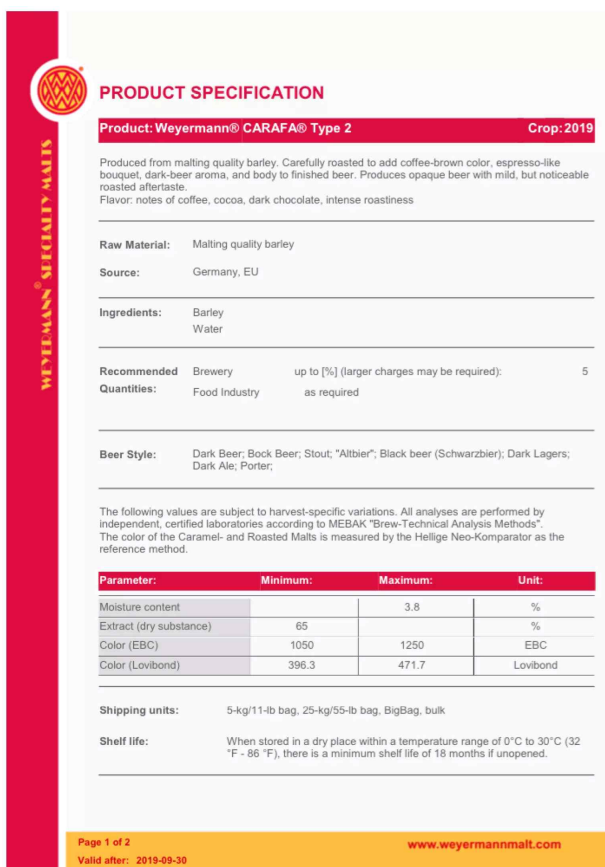 WEYERMANN® SPECIALTY MALTS
PRODUCT SPECIFICATION
Product: Weyermann® CARAFA® Type 2 Crop: 2019
Produced from malting quality barley. Carefully roasted to add coffee-brown color, espresso-like
bouquet, dark-beer aroma, and body to finished beer. Produces opaque beer with mild, but noticeable
roasted aftertaste.
Flavor: notes of coffee, cocoa, dark chocolate, intense roastiness
Raw Material: Malting quality barley
Source: Germany, EU
Ingredients: Barley
Water
Recommended Brewery up to [%] (larger charges may be required): 5
Quantities: Food Industry as required
Beer Style: Dark Beer; Bock Beer; Stout; "Altbier"; Black beer (Schwarzbier); Dark Lagers;
Dark Ale; Porter;
The following values are subject to harvest-specific variations. All analyses are performed by
independent, certified laboratories according to MEBAK "Brew-Technical Analysis Methods".
The color of the Caramel- and Roasted Malts is measured by the Hellige Neo-Komparator as the
reference method.
Parameter: Minimum: Maximum: Unit:
Moisture content 3.8 %
Extract (dry substance) 65 %
Color (EBC) 1050 1250 EBC
Color (Lovibond) 396.3 471.7 Lovibond
Shipping units: 5-kg/11-lb bag, 25-kg/55-lb bag, BigBag, bulk
Shelf life: When stored in a dry place within a temperature range of 0°C to 30°C (32
°F - 86 °F), there is a minimum shelf life of 18 months if unopened.
Page 1 of 2 www.weyermannmalt.com
Valid after: 2019-09-30